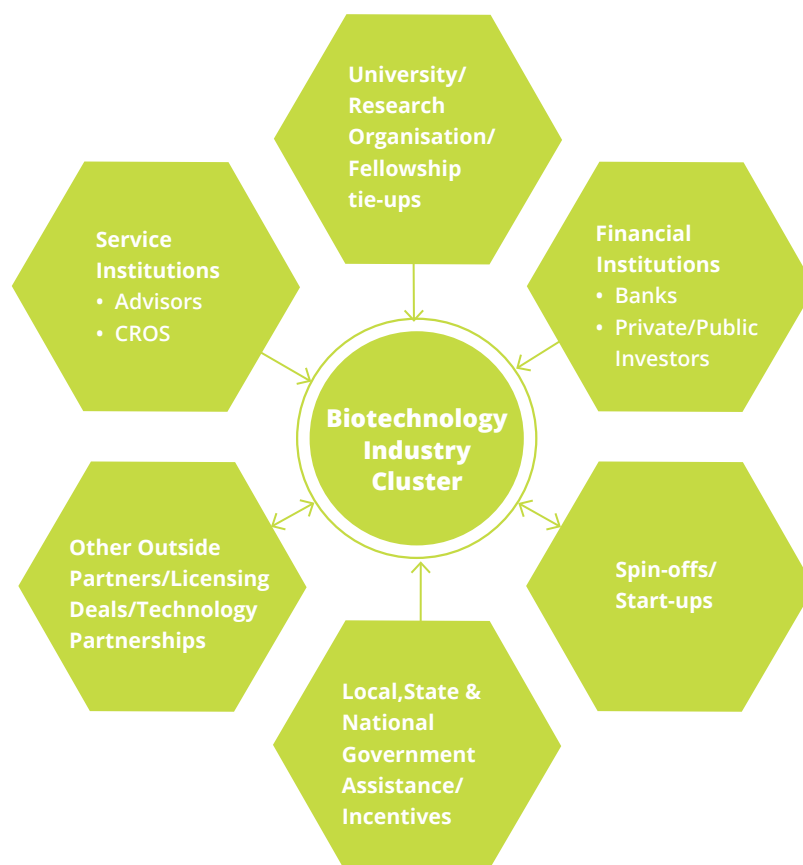 University/
Research
Organisation/
Fellowship
tie-ups
Service
Institutions
• Advisors
• CROS
Financial
Institutions
• Banks
• Private/Public
Investors
Biotechnology
Industry
Cluster
Other Outside
Partners/Licensing
Deals/Technology
Partnerships
Spin-offs/
Start-ups
Local,State &
National
Government
Assistance/
Incentives